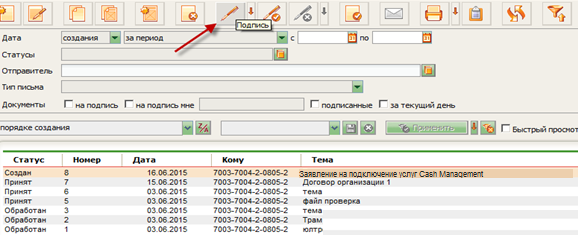 Подпись
Дата создания за период с по
Статусы
Отправитель
Тип письма
Документы на подпись на подпись мне подписанные за текущий день
порядке создания Применить Быстрый просмот
Статус Номер Дата Кому Тема
Создан 8 16.06.2015 7003-7004-2-0805-2 Заявление на подключение услуг Cash Management
Принят 7 15.06.2015 7003-7004-2-0805-2 Договор организации 1
Принят 6 03.06.2015 7003-7004-2-0805-2 тема
Принят 5 03.06.2015 7003-7004-2-0805-2 файл проверка
Обработан 3 03.06.2015 7003-7004-2-0805-2 тема
Обработан 2 03.06.2015 7003-7004-2-0805-2 Трам
Обработан 1 03.06.2015 7003-7004-2-0805-2 юлтр